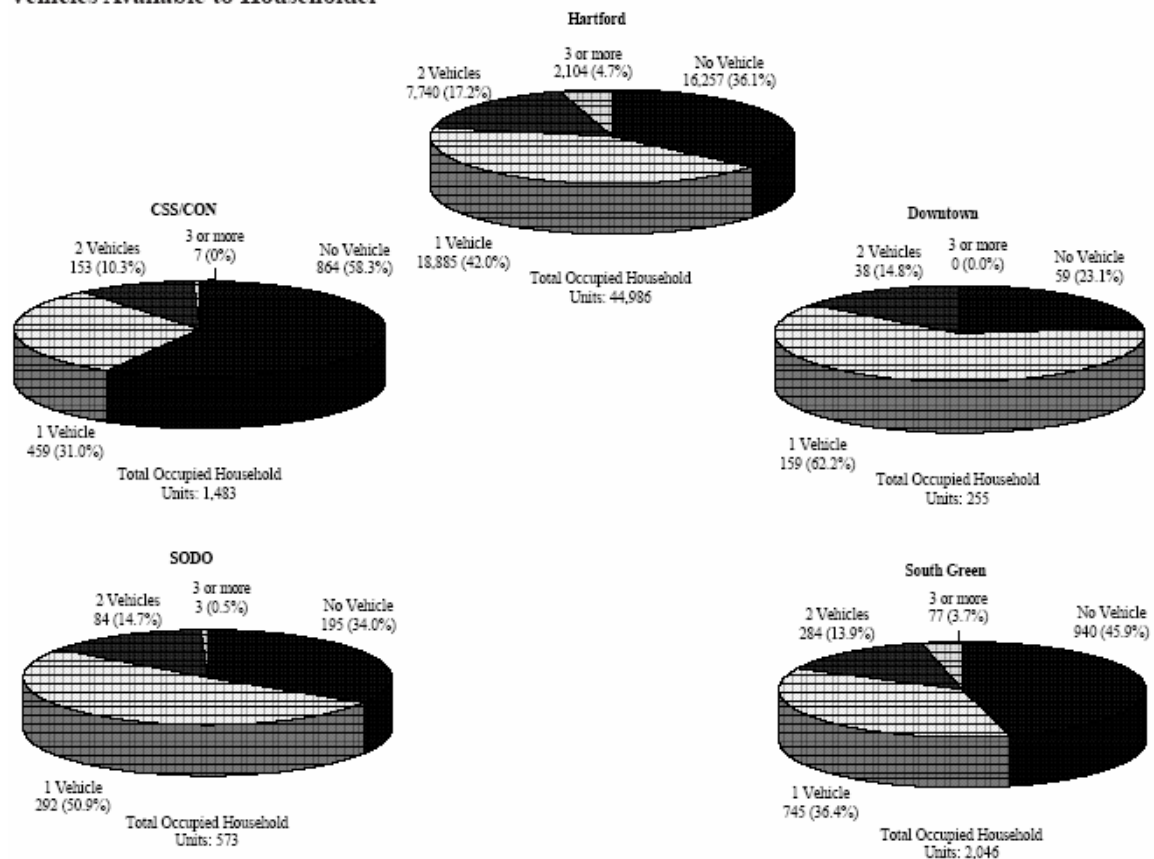 Vehicles Available to Householder
Hartford
3 or more
2,104 (4.7%)
No Vehicle
16,257 (36.1%)
2 Vehicles
7,740 (17.2%)
1 Vehicle
18,885 (42.0%)
Total Occupied Household
Units: 44,986
CSS/CON
2 Vehicles
153 (10.3%)
3 or more
7 (0%)
No Vehicle
864 (58.3%)
1 Vehicle
459 (31.0%)
Total Occupied Household
Units: 1,483
Downtown
2 Vehicles
38 (14.8%)
3 or more
0 (0.0%)
No Vehicle
59 (23.1%)
1 Vehicle
159 (62.2%)
Total Occupied Household
Units: 255
SODO
2 Vehicles
84 (14.7%)
3 or more
3 (0.5%)
No Vehicle
195 (34.0%)
1 Vehicle
292 (50.9%)
Total Occupied Household
Units: 573
South Green
2 Vehicles
284 (13.9%)
3 or more
77 (3.7%)
No Vehicle
940 (45.9%)
1 Vehicle
745 (36.4%)
Total Occupied Household
Units: 2,046